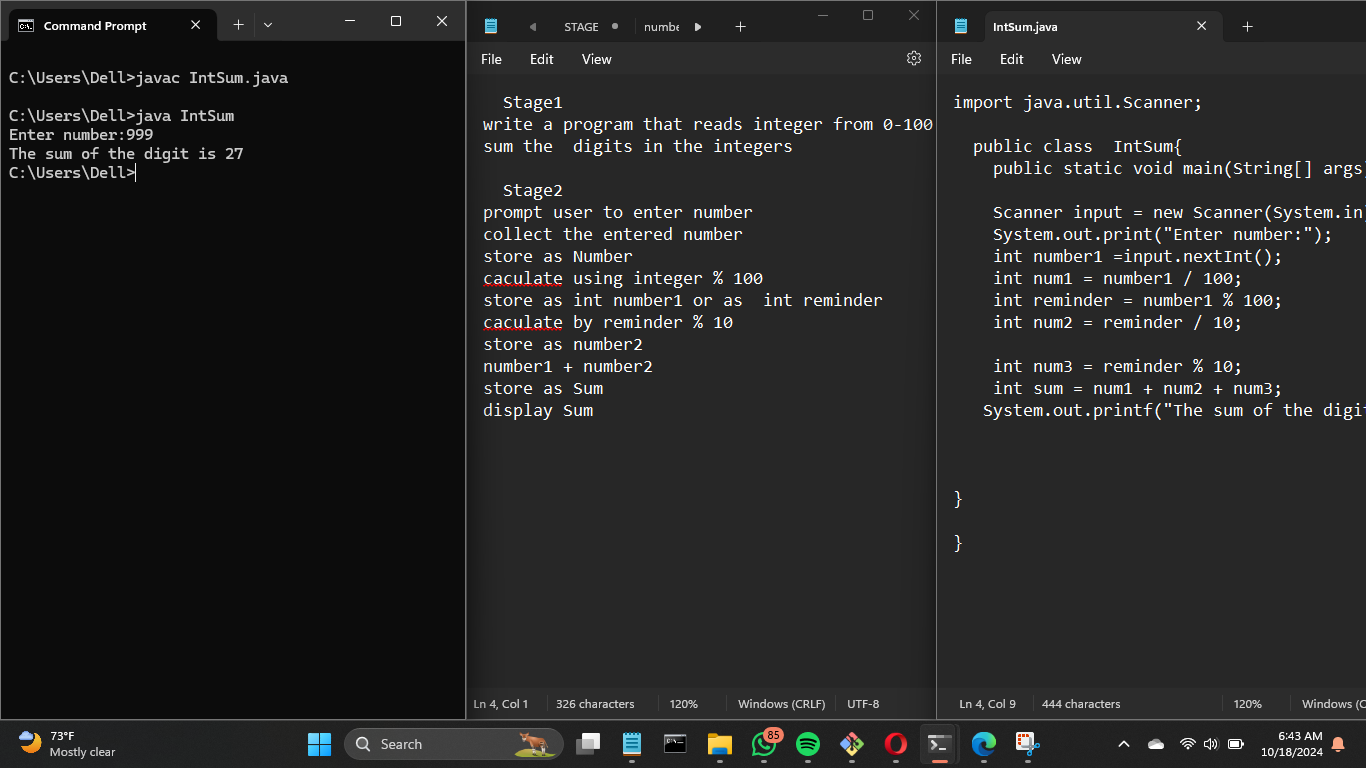 Command Prompt
C:\Users\Dell>javac IntSum.java
C:\Users\Dell>java IntSum
Enter number:999
The sum of the digit is 27
C:\Users\Dell>
STAGE
numbe
File Edit View
Stage1
write a program that reads integer from 0-100
sum the  digits in the integers
Stage2
prompt user to enter number
collect the entered number
store as Number
caculate using integer % 100
store as int number1 or as  int reminder
caculate by reminder % 10
store as number2
number1 + number2
store as Sum
display Sum
Ln 4, Col 1 326 characters 120% Windows (CRLF) UTF-8
IntSum.java
File Edit View
import java.util.Scanner;
public class  IntSum{
public static void main(String[] args)
Scanner input = new Scanner(System.in)
System.out.print("Enter number:");
int number1 =input.nextInt();
int num1 = number1 / 100;
int reminder = number1 % 100;
int num2 = reminder / 10;
int num3 = reminder % 10;
int sum = num1 + num2 + num3;
System.out.printf("The sum of the digi
}
}
Ln 4, Col 9 444 characters 120% Windows (C
73°F
Mostly clear
Search
85
6:43 AM
10/18/2024